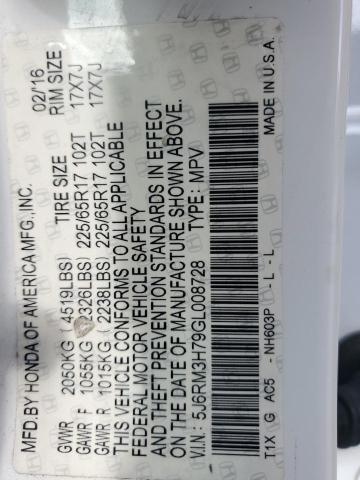 MFD.BY HONDA OF AMERICA MFG.,INC. 02/'16
TIRE SIZE RIM SIZE
GVWR 2050KG (4519LBS)
GAWR F 1055KG (2326LBS) 225/65R17 102T 17X7J
GAWR R 1015KG (2238LBS) 225/65R17 102T 17X7J
THIS VEHICLE CONFORMS TO ALL APPLICABLE
FEDERAL MOTOR VEHICLE SAFETY
AND THEFT PREVENTION STANDARDS IN EFFECT
ON THE DATE OF MANUFACTURE SHOWN ABOVE.
V.I.N.: 5J6RM3H79GL008728 TYPE: MPV
T1X G AC5 - NH603P - L - L MADE IN U.S.A.